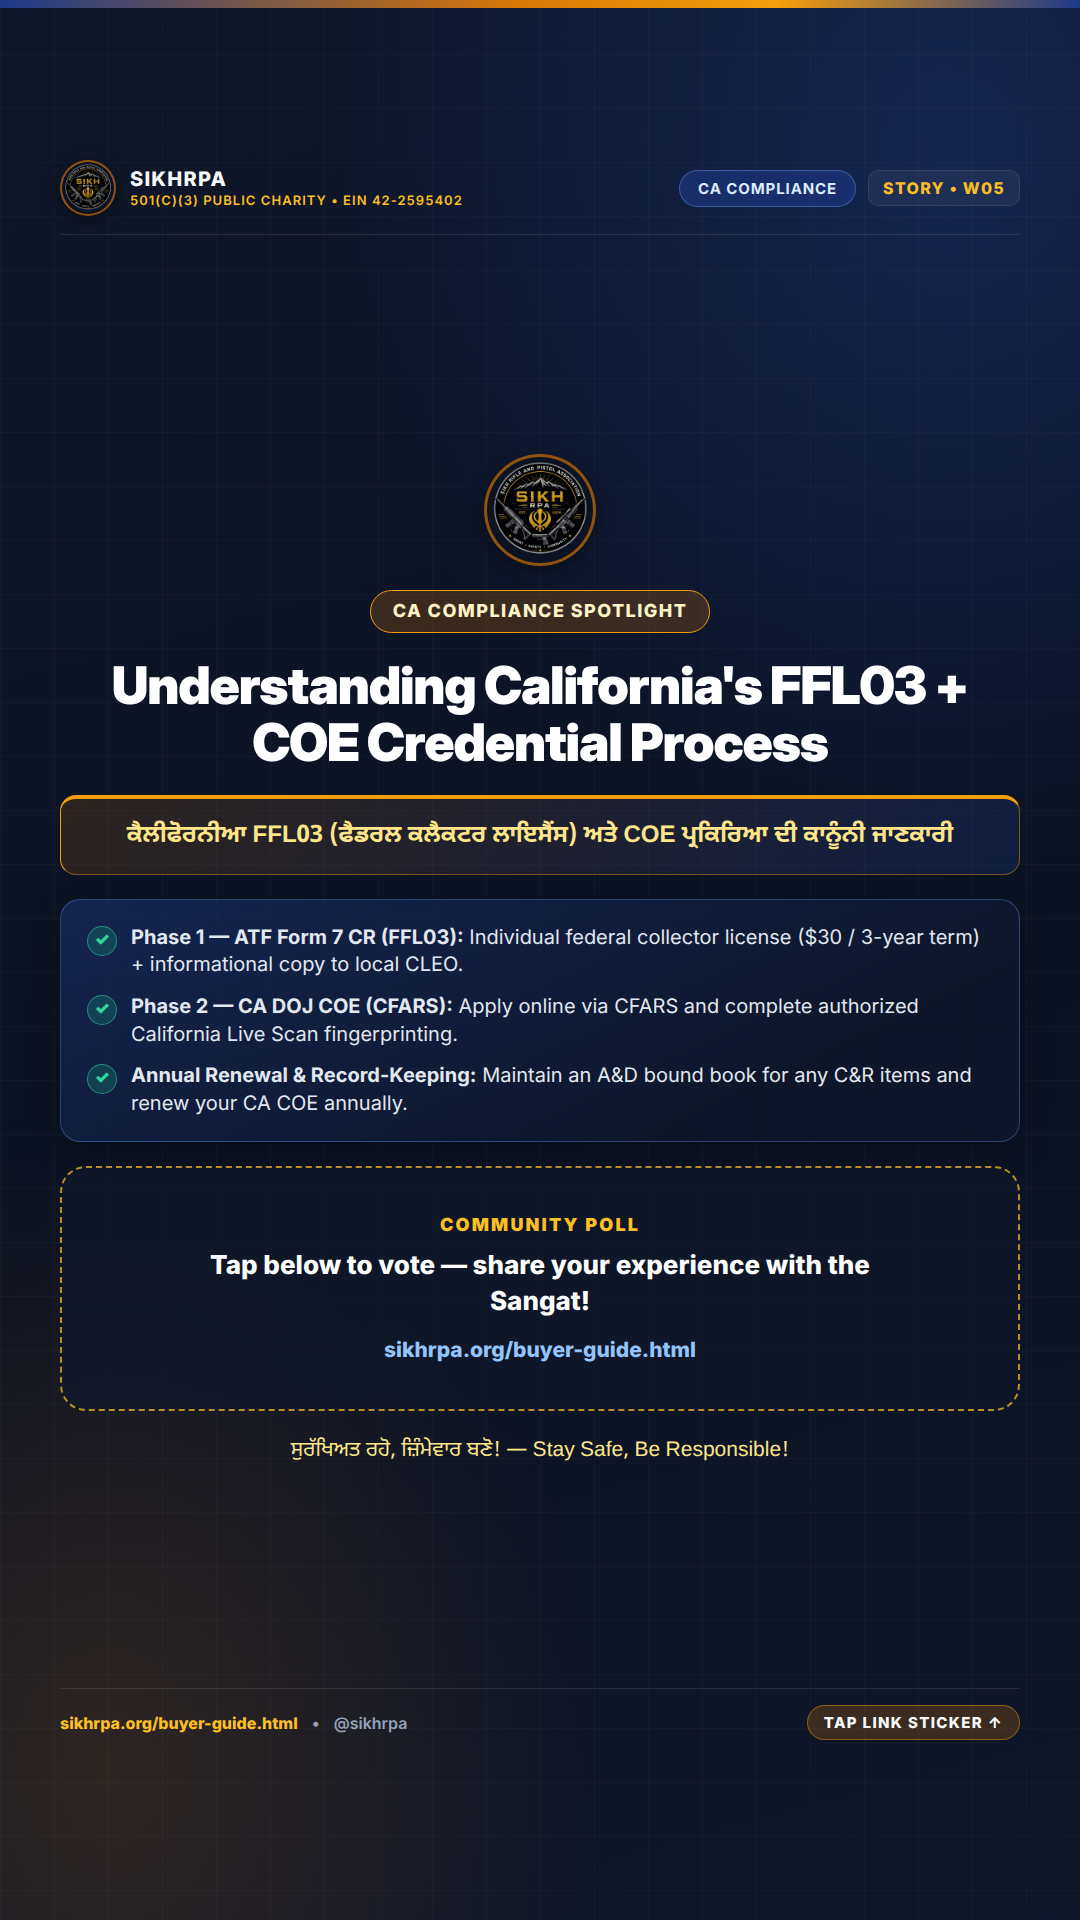 SIKHRPA
501(C)(3) PUBLIC CHARITY • EIN 42-2595402
CA COMPLIANCE
STORY • W05
SIKH RIFLE AND PISTOL ASSOCIATION
SIKH
RPA
CA COMPLIANCE SPOTLIGHT
Understanding California's FFL03 +
COE Credential Process
ਕੈਲੀਫੋਰਨੀਆ FFL03 (ਫੈਡਰਲ ਕਲੈਕਟਰ ਲਾਇਸੈਂਸ) ਅਤੇ COE ਪ੍ਰਕਿਰਿਆ ਦੀ ਕਾਨੂੰਨੀ ਜਾਣਕਾਰੀ
Phase 1 — ATF Form 7 CR (FFL03): Individual federal collector license ($30 / 3-year term)
+ informational copy to local CLEO.
Phase 2 — CA DOJ COE (CFARS): Apply online via CFARS and complete authorized
California Live Scan fingerprinting.
Annual Renewal & Record-Keeping: Maintain an A&D bound book for any C&R items and
renew your CA COE annually.
COMMUNITY POLL
Tap below to vote — share your experience with the
Sangat!
sikhrpa.org/buyer-guide.html
ਸੁਰੱਖਿਅਤ ਰਹੋ, ਜ਼ਿੰਮੇਵਾਰ ਬਣੋ! — Stay Safe, Be Responsible!
sikhrpa.org/buyer-guide.html • @sikhrpa
TAP LINK STICKER ↑